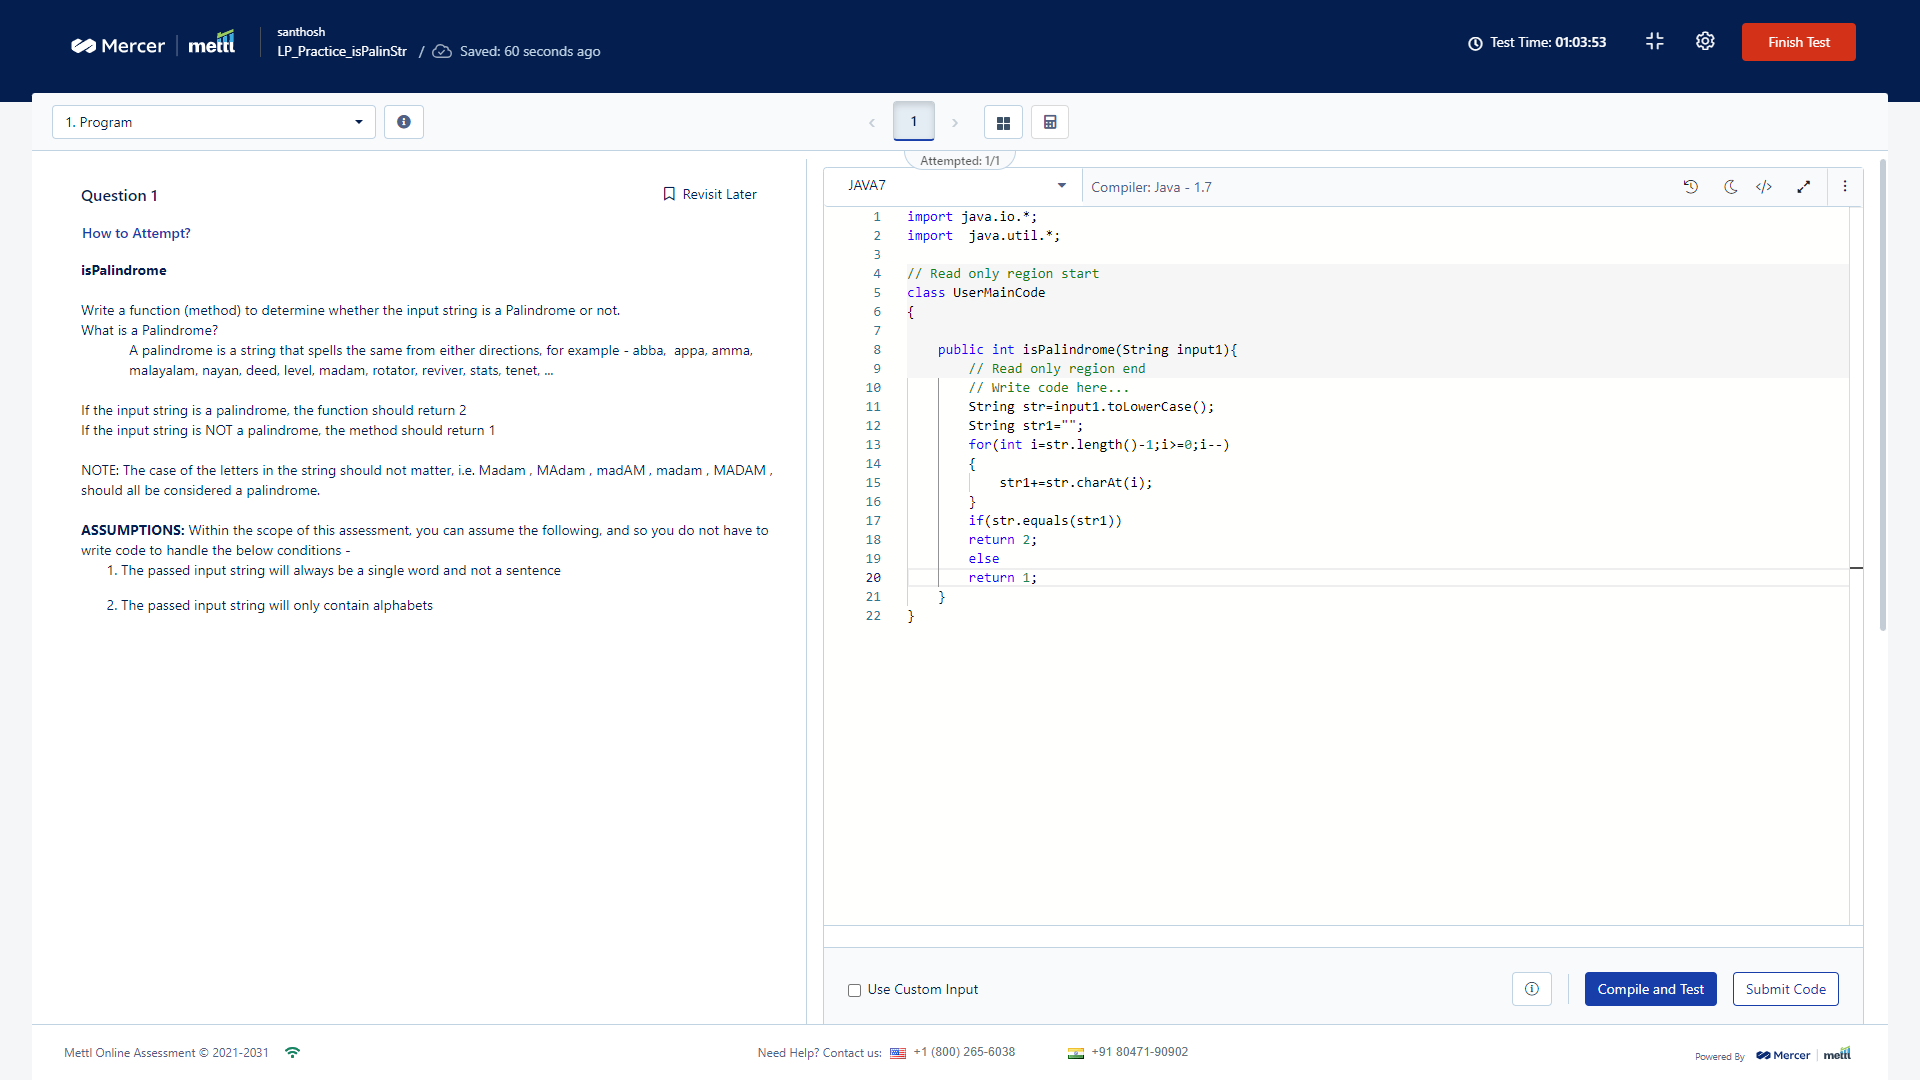 Mercer | mettl
santhosh
LP_Practice_isPalinStr / Saved: 60 seconds ago
Test Time: 01:03:53
Finish Test
1. Program
1
Attempted: 1/1
Question 1
Revisit Later
How to Attempt?
isPalindrome
Write a function (method) to determine whether the input string is a Palindrome or not.
What is a Palindrome?
A palindrome is a string that spells the same from either directions, for example - abba, appa, amma,
malayalam, nayan, deed, level, madam, rotator, reviver, stats, tenet, ...
If the input string is a palindrome, the function should return 2
If the input string is NOT a palindrome, the method should return 1
NOTE: The case of the letters in the string should not matter, i.e. Madam , MAdam , madAM , madam , MADAM ,
should all be considered a palindrome.
ASSUMPTIONS: Within the scope of this assessment, you can assume the following, and so you do not have to
write code to handle the below conditions -
1. The passed input string will always be a single word and not a sentence
2. The passed input string will only contain alphabets
JAVA7
Compiler: Java - 1.7
1 import java.io.*;
2 import  java.util.*;
3
4 // Read only region start
5 class UserMainCode
6 {
7
8     public int isPalindrome(String input1){
9         // Read only region end
10         // Write code here...
11         String str=input1.toLowerCase();
12         String str1="";
13         for(int i=str.length()-1;i>=0;i--)
14         {
15             str1+=str.charAt(i);
16         }
17         if(str.equals(str1))
18         return 2;
19         else
20         return 1;
21     }
22 }
Use Custom Input
Compile and Test
Submit Code
Mettl Online Assessment © 2021-2031
Need Help? Contact us: +1 (800) 265-6038
+91 80471-90902
Powered By Mercer | mettl